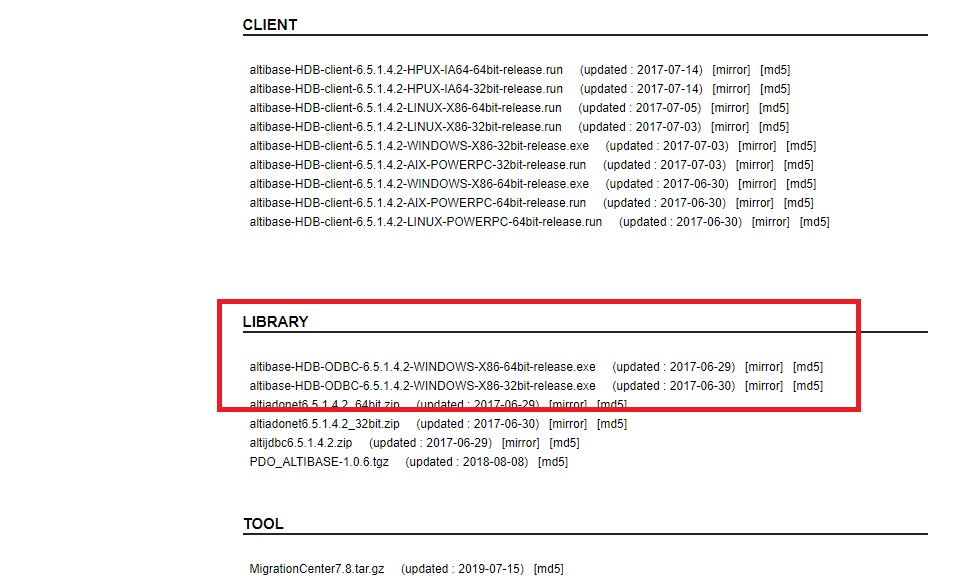 CLIENT
altibase-HDB-client-6.5.1.4.2-HPUX-IA64-64bit-release.run (updated : 2017-07-14) [mirror] [md5]
altibase-HDB-client-6.5.1.4.2-HPUX-IA64-32bit-release.run (updated : 2017-07-14) [mirror] [md5]
altibase-HDB-client-6.5.1.4.2-LINUX-X86-64bit-release.run (updated : 2017-07-05) [mirror] [md5]
altibase-HDB-client-6.5.1.4.2-LINUX-X86-32bit-release.run (updated : 2017-07-03) [mirror] [md5]
altibase-HDB-client-6.5.1.4.2-WINDOWS-X86-32bit-release.exe (updated : 2017-07-03) [mirror] [md5]
altibase-HDB-client-6.5.1.4.2-AIX-POWERPC-32bit-release.run (updated : 2017-07-03) [mirror] [md5]
altibase-HDB-client-6.5.1.4.2-WINDOWS-X86-64bit-release.exe (updated : 2017-06-30) [mirror] [md5]
altibase-HDB-client-6.5.1.4.2-AIX-POWERPC-64bit-release.run (updated : 2017-06-30) [mirror] [md5]
altibase-HDB-client-6.5.1.4.2-LINUX-POWERPC-64bit-release.run (updated : 2017-06-30) [mirror] [md5]
LIBRARY
altibase-HDB-ODBC-6.5.1.4.2-WINDOWS-X86-64bit-release.exe (updated : 2017-06-29) [mirror] [md5]
altibase-HDB-ODBC-6.5.1.4.2-WINDOWS-X86-32bit-release.exe (updated : 2017-06-30) [mirror] [md5]
altiadonet6.5.1.4.2_64bit.zip (updated : 2017-06-29) [mirror] [md5]
altiadonet6.5.1.4.2_32bit.zip (updated : 2017-06-30) [mirror] [md5]
altijdbc6.5.1.4.2.zip (updated : 2017-06-29) [mirror] [md5]
PDO_ALTIBASE-1.0.6.tgz (updated : 2018-08-08) [md5]
TOOL
MigrationCenter7.8.tar.gz (updated : 2019-07-15) [md5]